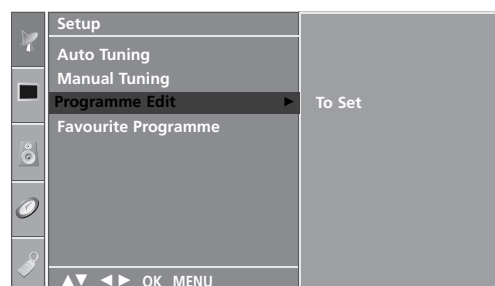 Setup
Auto Tuning
Manual Tuning
Programme Edit ► To Set
Favourite Programme
▲▼ ◄► OK MENU